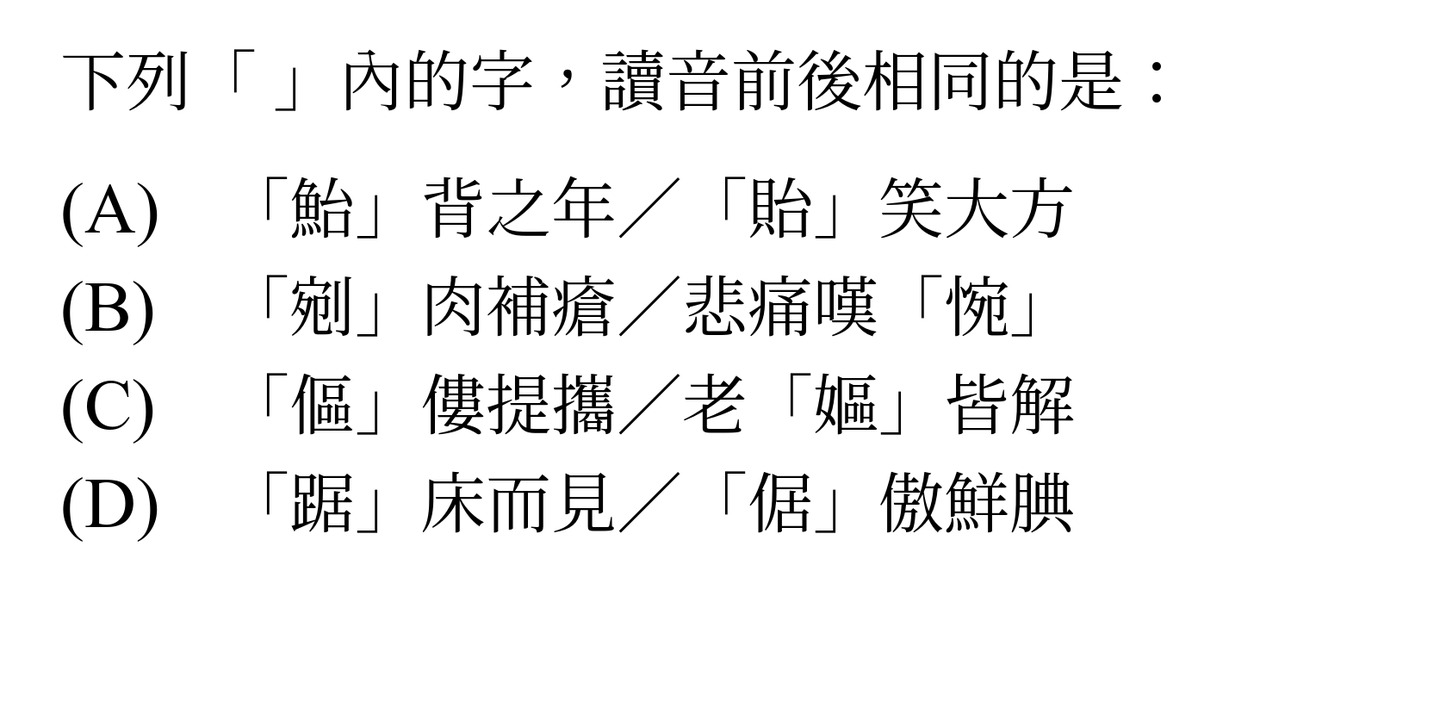 下列「 」內的字，讀音前後相同的是：
(A) 「鮐」背之年／「貽」笑大方
(B) 「剜」肉補瘡／悲痛嘆「惋」
(C) 「傴」僂提攜／老「嫗」皆解
(D) 「踞」床而見／「倨」傲鮮腆